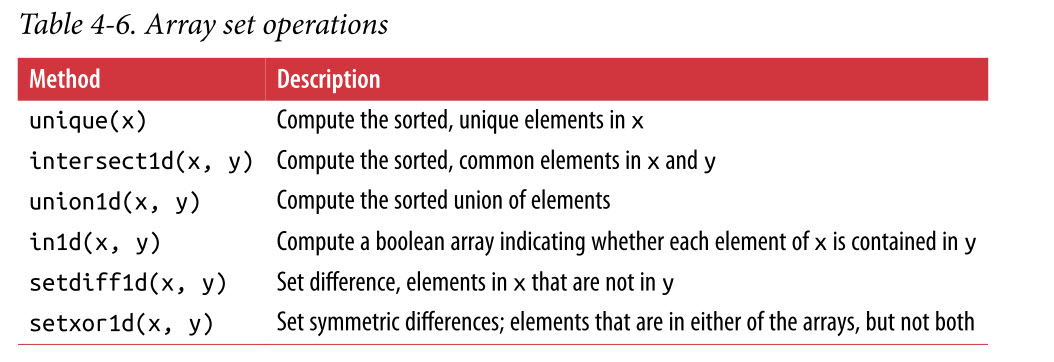 Table 4-6. Array set operations
Method Description
unique(x) Compute the sorted, unique elements in x
intersect1d(x, y) Compute the sorted, common elements in x and y
union1d(x, y) Compute the sorted union of elements
in1d(x, y) Compute a boolean array indicating whether each element of x is contained in y
setdiff1d(x, y) Set difference, elements in x that are not in y
setxor1d(x, y) Set symmetric differences; elements that are in either of the arrays, but not both